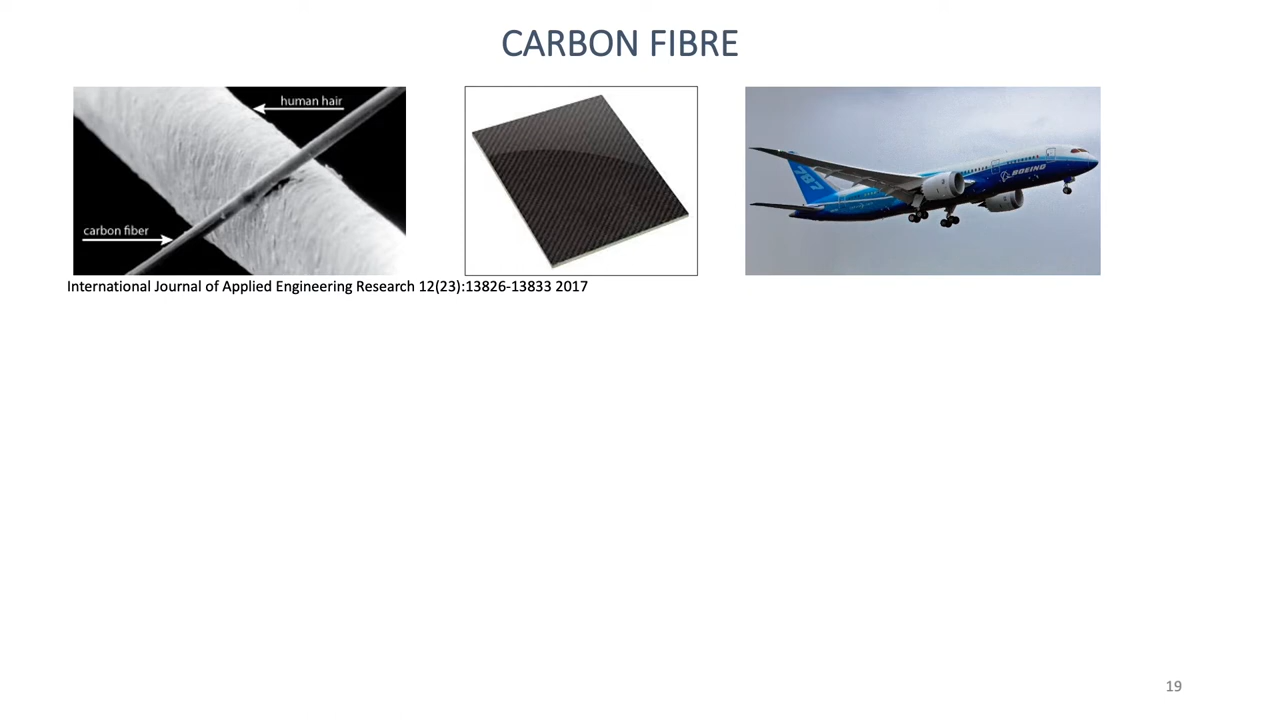 CARBON FIBRE
human hair
carbon fiber
787
BOEING
International Journal of Applied Engineering Research 12(23):13826-13833 2017
19